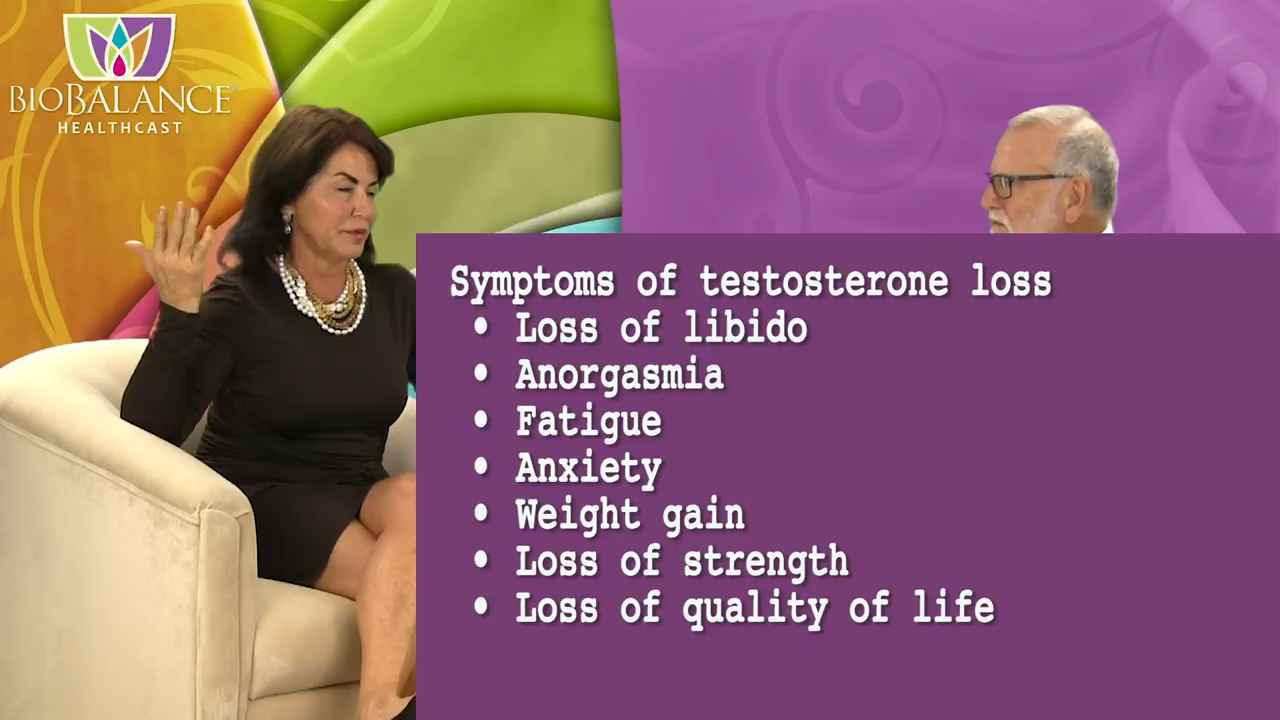 BIOBALANCE
HEALTHCAST
Symptoms of testosterone loss
• Loss of libido
• Anorgasmia
• Fatigue
• Anxiety
• Weight gain
• Loss of strength
• Loss of quality of life